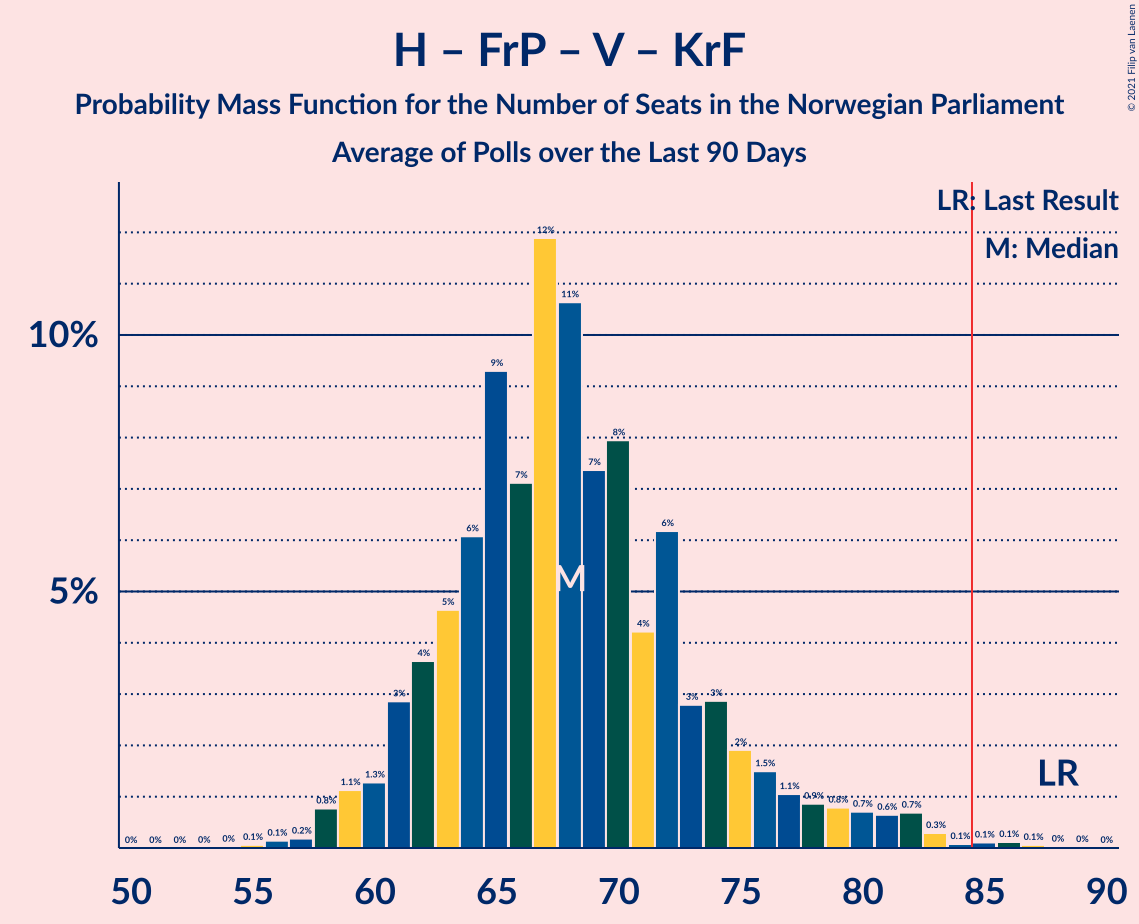 H – FrP – V – KrF
Probability Mass Function for the Number of Seats in the Norwegian Parliament
Average of Polls over the Last 90 Days
© 2021 Filip van Laenen
LR: Last Result
M: Median
10%
5%
0% 0% 0% 0% 0% 0.1% 0.1% 0.2% 0.8% 1.1% 1.3% 3% 4% 5% 6% 9% 7% 12% 11% 7% 8% 4% 6% 3% 3% 2% 1.5% 1.1% 0.9% 0.8% 0.7% 0.6% 0.7% 0.3% 0.1% 0.1% 0.1% 0.1% 0% 0% 0%
M
LR
50 55 60 65 70 75 80 85 90